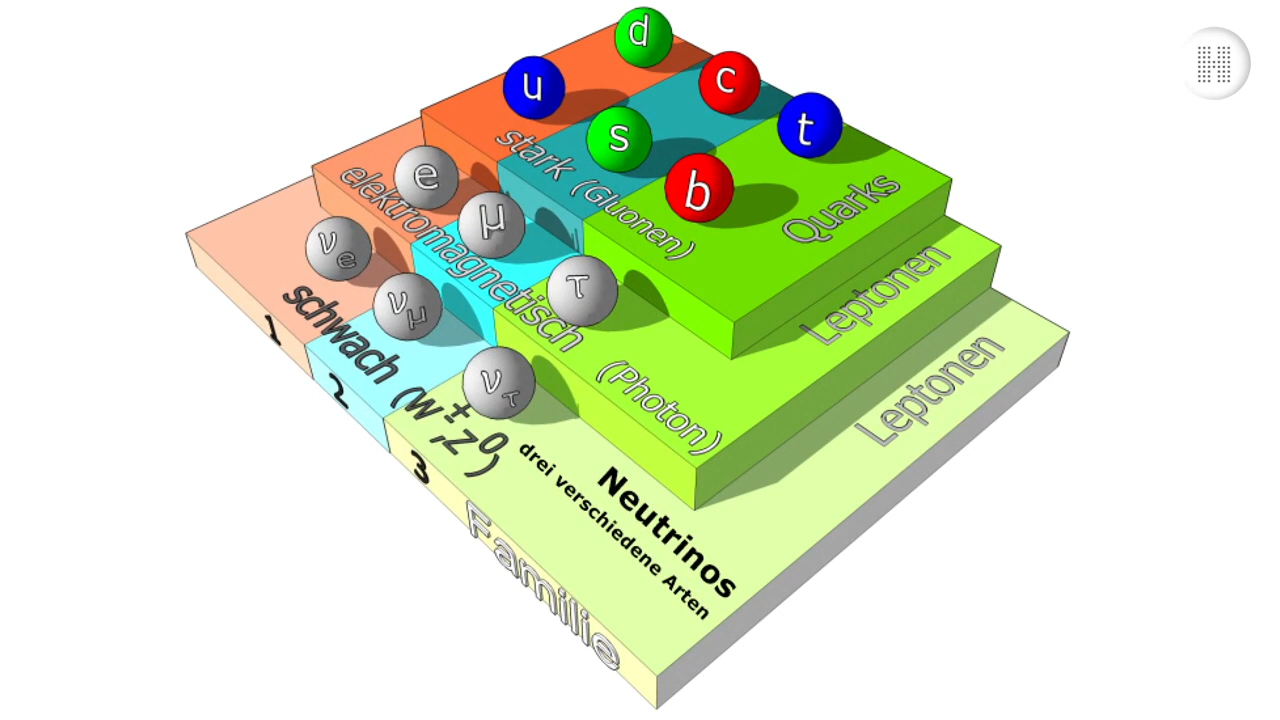 d
u
c
s
t
b
stark (Gluonen)
Quarks
e
μ
τ
elektromagnetisch (Photon)
Leptonen
νe
νμ
ντ
schwach (W±,Z0)
Leptonen
1
2
3
Familie
Neutrinos
drei verschiedene Arten
H